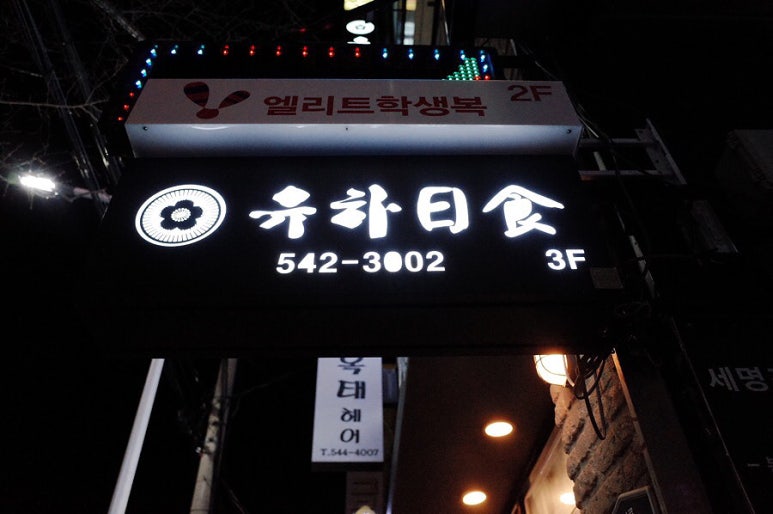 엘리트학생복 2F
유하日食
542-3002 3F
옥태헤어
T.544-4007
세명